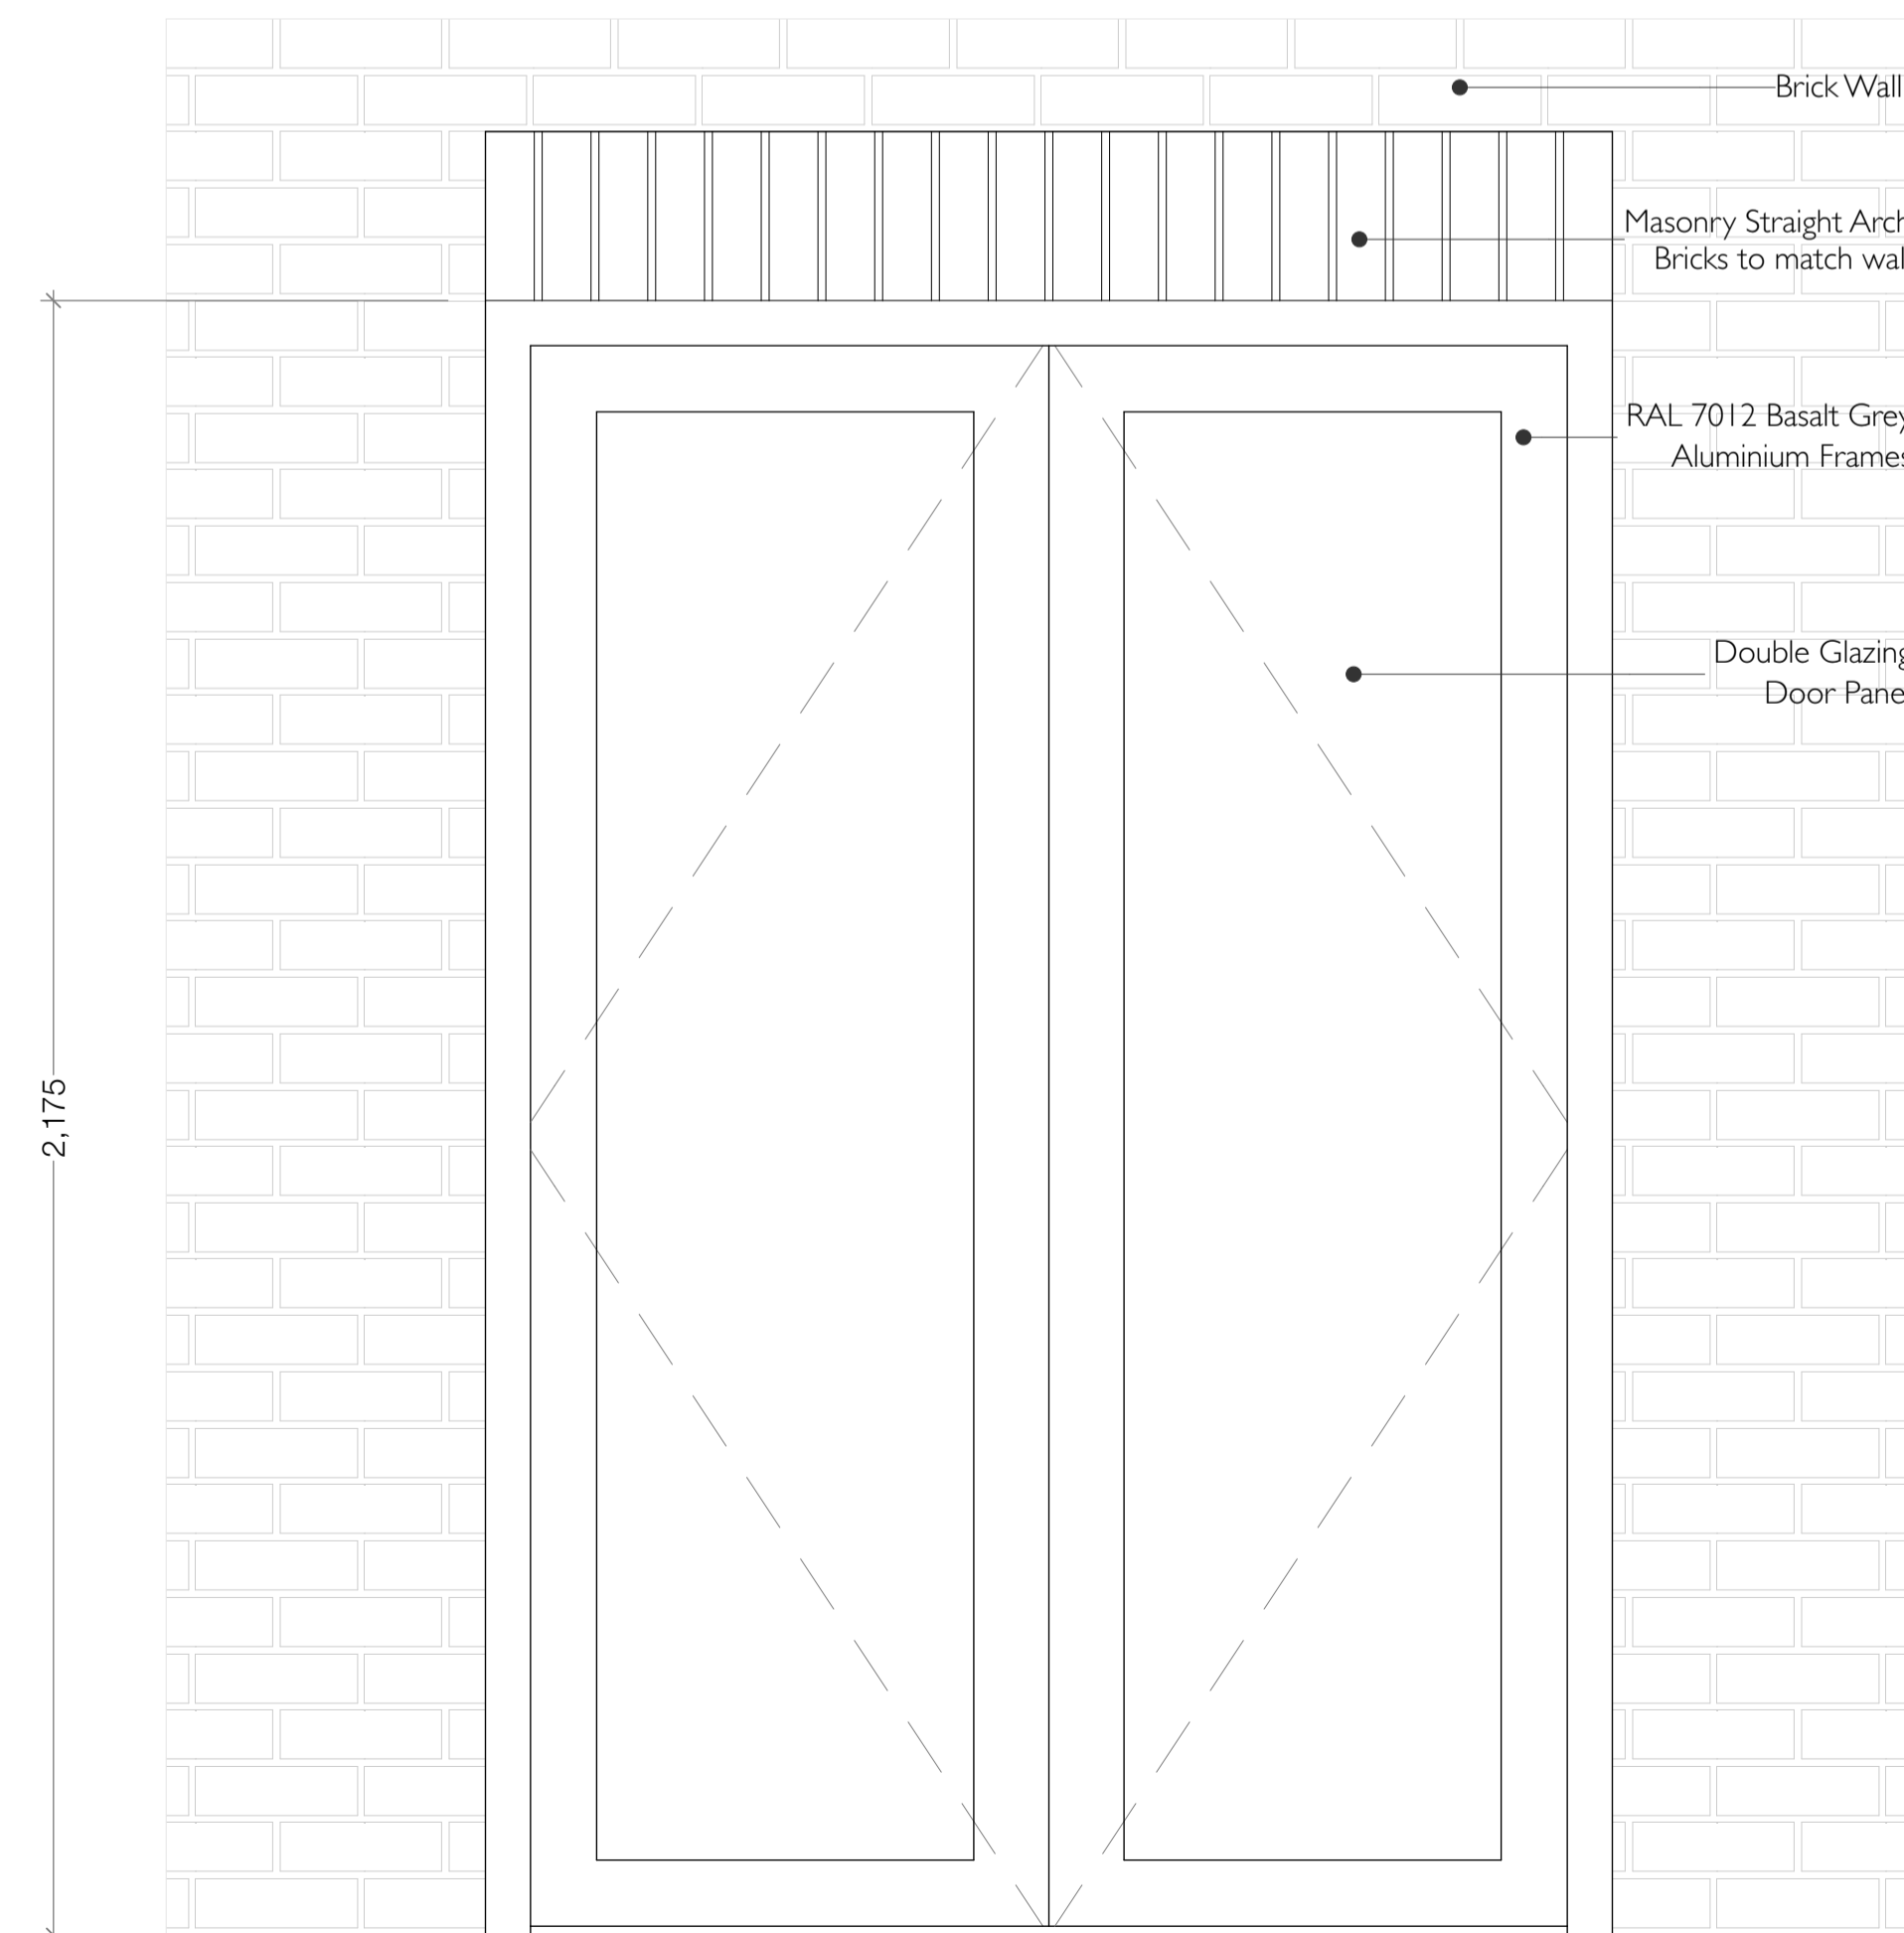 Brick Wall
Masonry Straight Arch
Bricks to match wal
RAL 7012 Basalt Grey
Aluminium Frames
Double Glazing
Door Pane
2,175